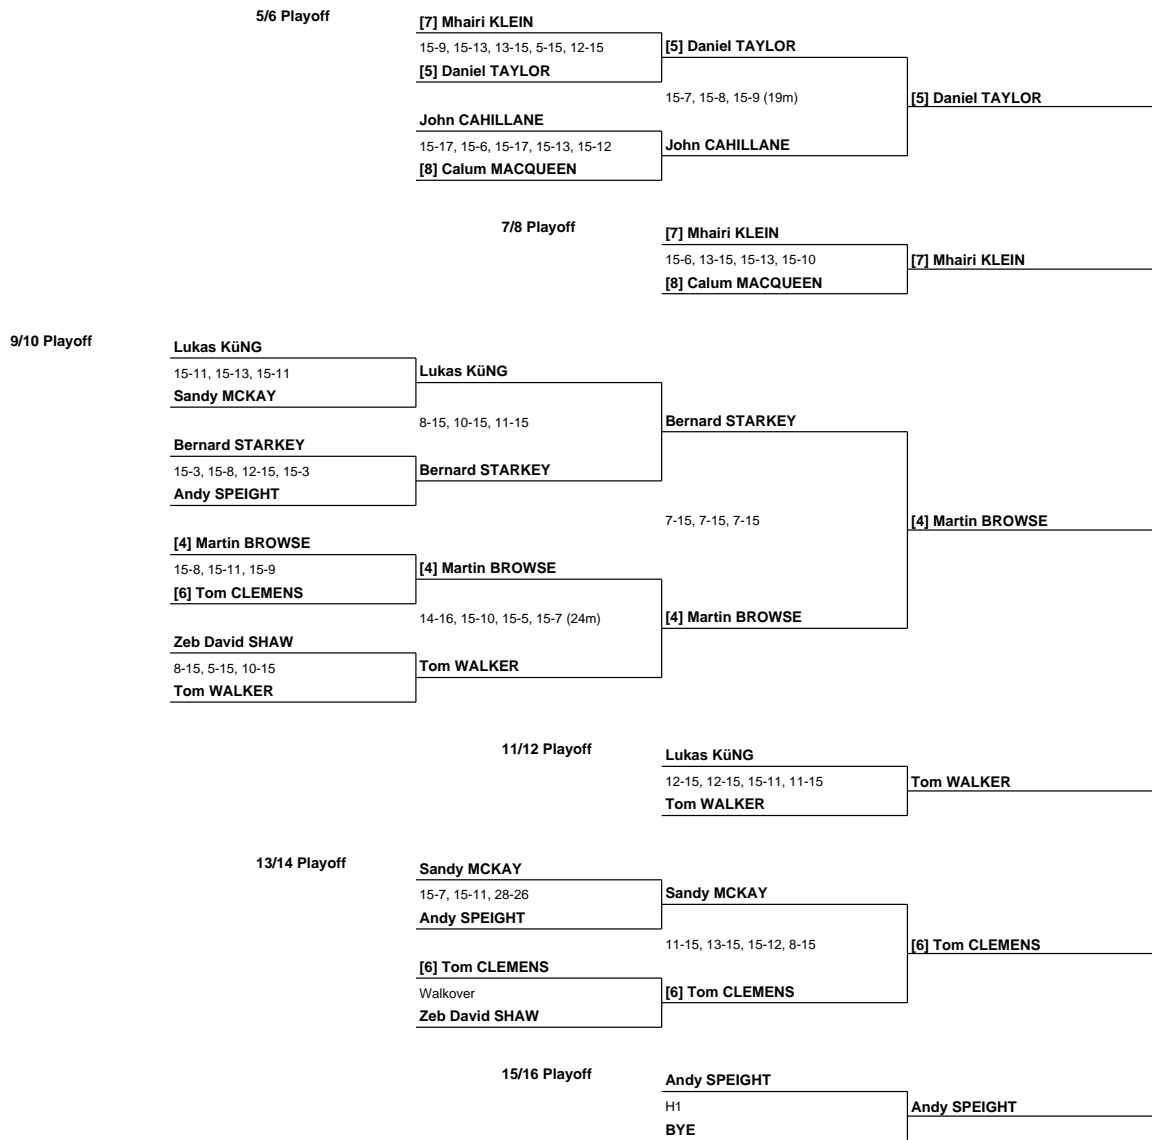 5/6 Playoff
[7] Mhairi KLEIN
15-9, 15-13, 13-15, 5-15, 12-15
[5] Daniel TAYLOR
[5] Daniel TAYLOR
15-7, 15-8, 15-9 (19m)
[5] Daniel TAYLOR
John CAHILLANE
15-17, 15-6, 15-17, 15-13, 15-12
John CAHILLANE
[8] Calum MACQUEEN
7/8 Playoff
[7] Mhairi KLEIN
15-6, 13-15, 15-13, 15-10
[7] Mhairi KLEIN
[8] Calum MACQUEEN
9/10 Playoff
Lukas KüNG
15-11, 15-13, 15-11
Lukas KüNG
Sandy MCKAY
8-15, 10-15, 11-15
Bernard STARKEY
Bernard STARKEY
15-3, 15-8, 12-15, 15-3
Bernard STARKEY
Andy SPEIGHT
7-15, 7-15, 7-15
[4] Martin BROWSE
[4] Martin BROWSE
15-8, 15-11, 15-9
[4] Martin BROWSE
[6] Tom CLEMENS
14-16, 15-10, 15-5, 15-7 (24m)
[4] Martin BROWSE
Zeb David SHAW
8-15, 5-15, 10-15
Tom WALKER
Tom WALKER
11/12 Playoff
Lukas KüNG
12-15, 12-15, 15-11, 11-15
Tom WALKER
Tom WALKER
13/14 Playoff
Sandy MCKAY
15-7, 15-11, 28-26
Sandy MCKAY
Andy SPEIGHT
11-15, 13-15, 15-12, 8-15
[6] Tom CLEMENS
[6] Tom CLEMENS
Walkover
[6] Tom CLEMENS
Zeb David SHAW
15/16 Playoff
Andy SPEIGHT
H1
Andy SPEIGHT
BYE